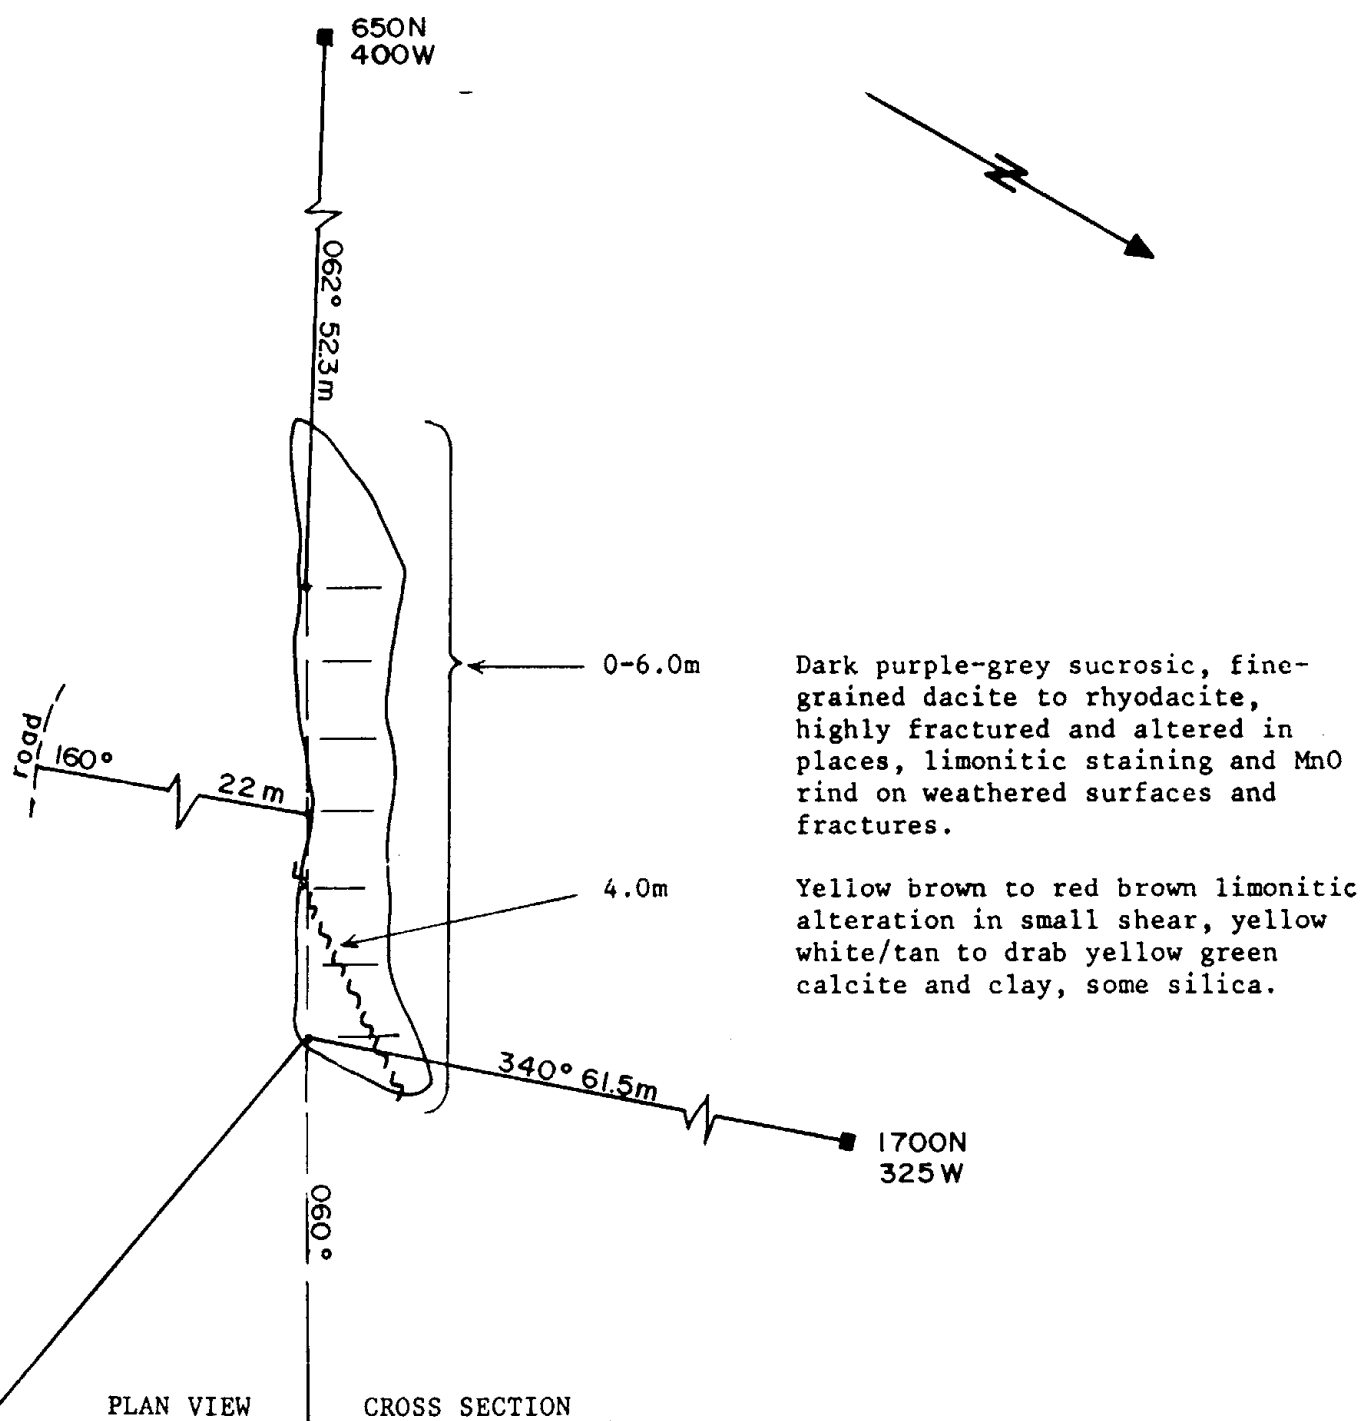 650N
400W
N
062° 52.3m
0-6.0m
Dark purple-grey sucrosic, fine-
grained dacite to rhyodacite,
highly fractured and altered in
places, limonitic staining and MnO
rind on weathered surfaces and
fractures.
road
160°
22m
4.0m
Yellow brown to red brown limonitic
alteration in small shear, yellow
white/tan to drab yellow green
calcite and clay, some silica.
340° 61.5m
1700N
325W
060°
PLAN VIEW
CROSS SECTION